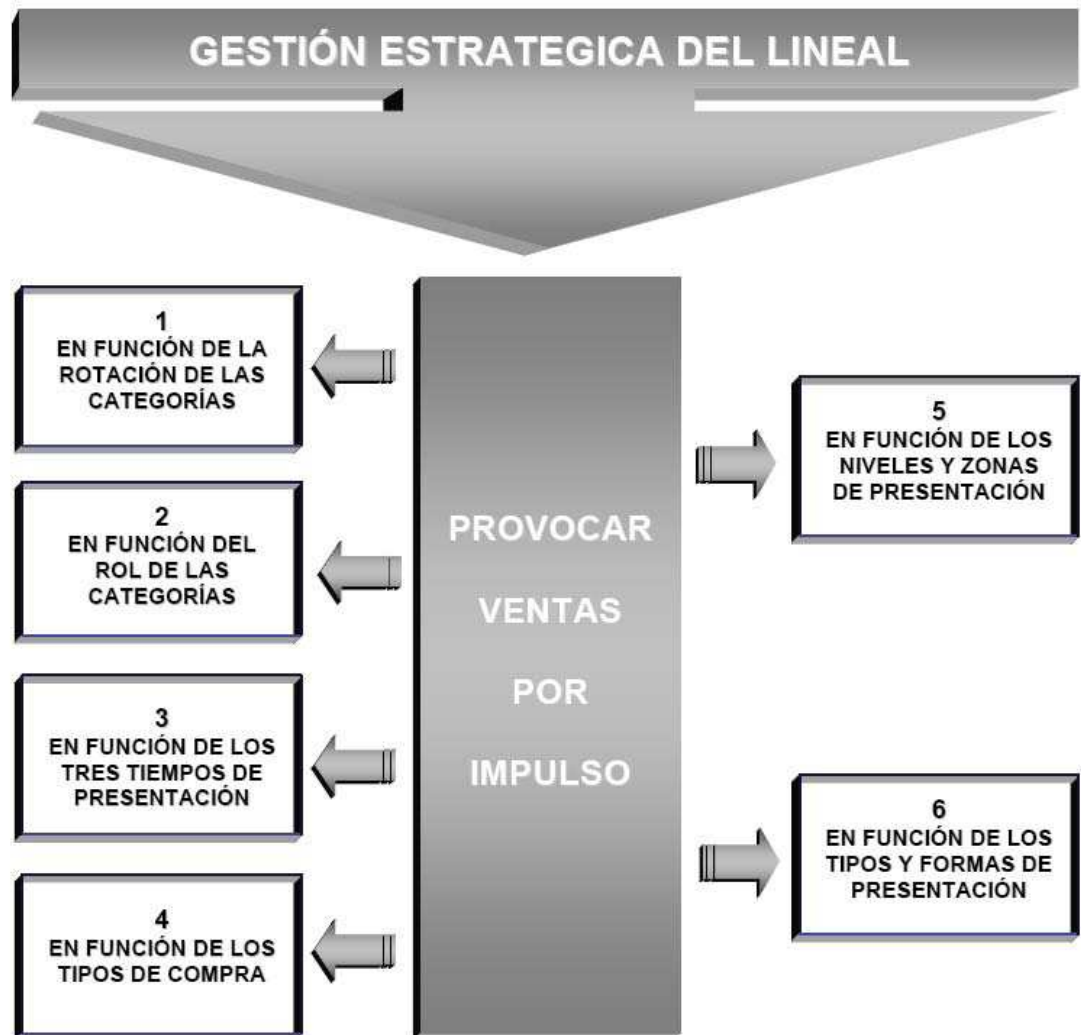 GESTIÓN ESTRATEGICA DEL LINEAL
1
EN FUNCIÓN DE LA
ROTACIÓN DE LAS
CATEGORÍAS
2
EN FUNCIÓN DEL
ROL DE LAS
CATEGORÍAS
3
EN FUNCIÓN DE LOS
TRES TIEMPOS DE
PRESENTACIÓN
4
EN FUNCIÓN DE LOS
TIPOS DE COMPRA
PROVOCAR
VENTAS
POR
IMPULSO
5
EN FUNCIÓN DE LOS
NIVELES Y ZONAS
DE PRESENTACIÓN
6
EN FUNCIÓN DE LOS
TIPOS Y FORMAS DE
PRESENTACIÓN